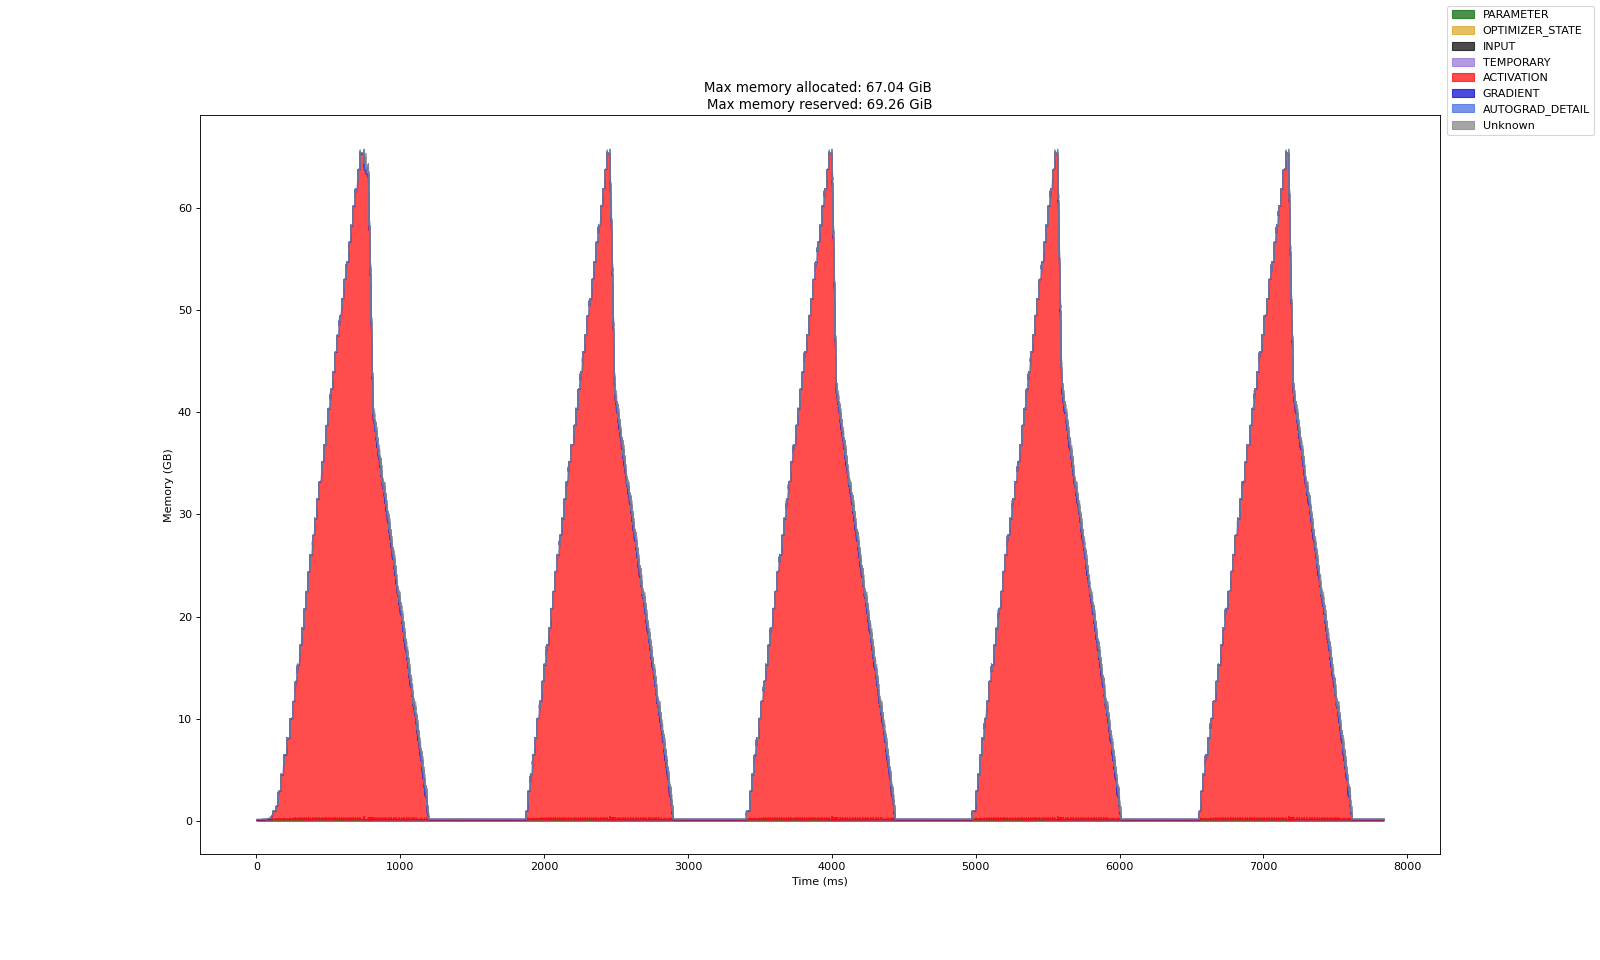 PARAMETER
OPTIMIZER_STATE
INPUT
TEMPORARY
ACTIVATION
GRADIENT
AUTOGRAD_DETAIL
Unknown
Max memory allocated: 67.04 GiB
Max memory reserved: 69.26 GiB
60
50
40
30
20
10
0
Memory (GB)
0 1000 2000 3000 4000 5000 6000 7000 8000
Time (ms)